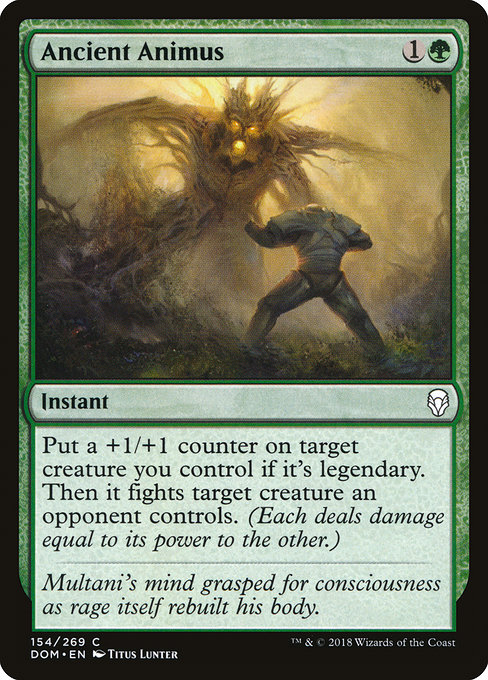 Ancient Animus 1
Instant
Put a +1/+1 counter on target
creature you control if it's legendary.
Then it fights target creature an
opponent controls. (Each deals damage
equal to its power to the other.)
Multani's mind grasped for consciousness
as rage itself rebuilt his body.
154/269 C
DOM • EN Titus Lunter
™ & © 2018 Wizards of the Coast